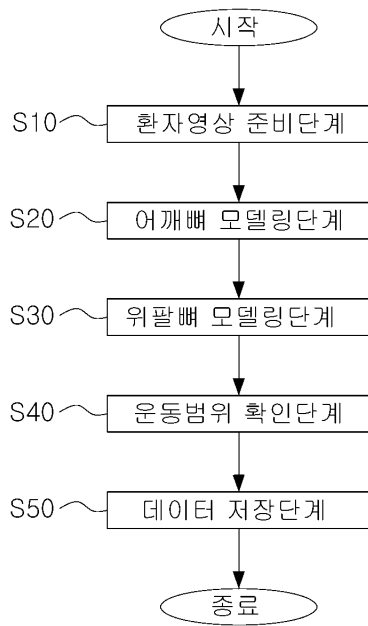 시작
S10 환자영상 준비단계
S20 어깨뼈 모델링단계
S30 위팔뼈 모델링단계
S40 운동범위 확인단계
S50 데이터 저장단계
종료